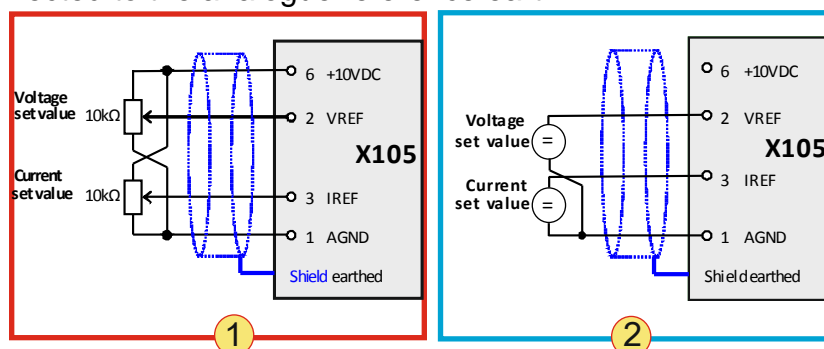 Voltage
set value 10kΩ
Current
set value 10kΩ
6 +10VDC
2 VREF
X105
3 IREF
1 AGND
Shield earthed
1
Voltage
set value =
Current
set value =
6 +10VDC
2 VREF
X105
3 IREF
1 AGND
Shield earthed
2